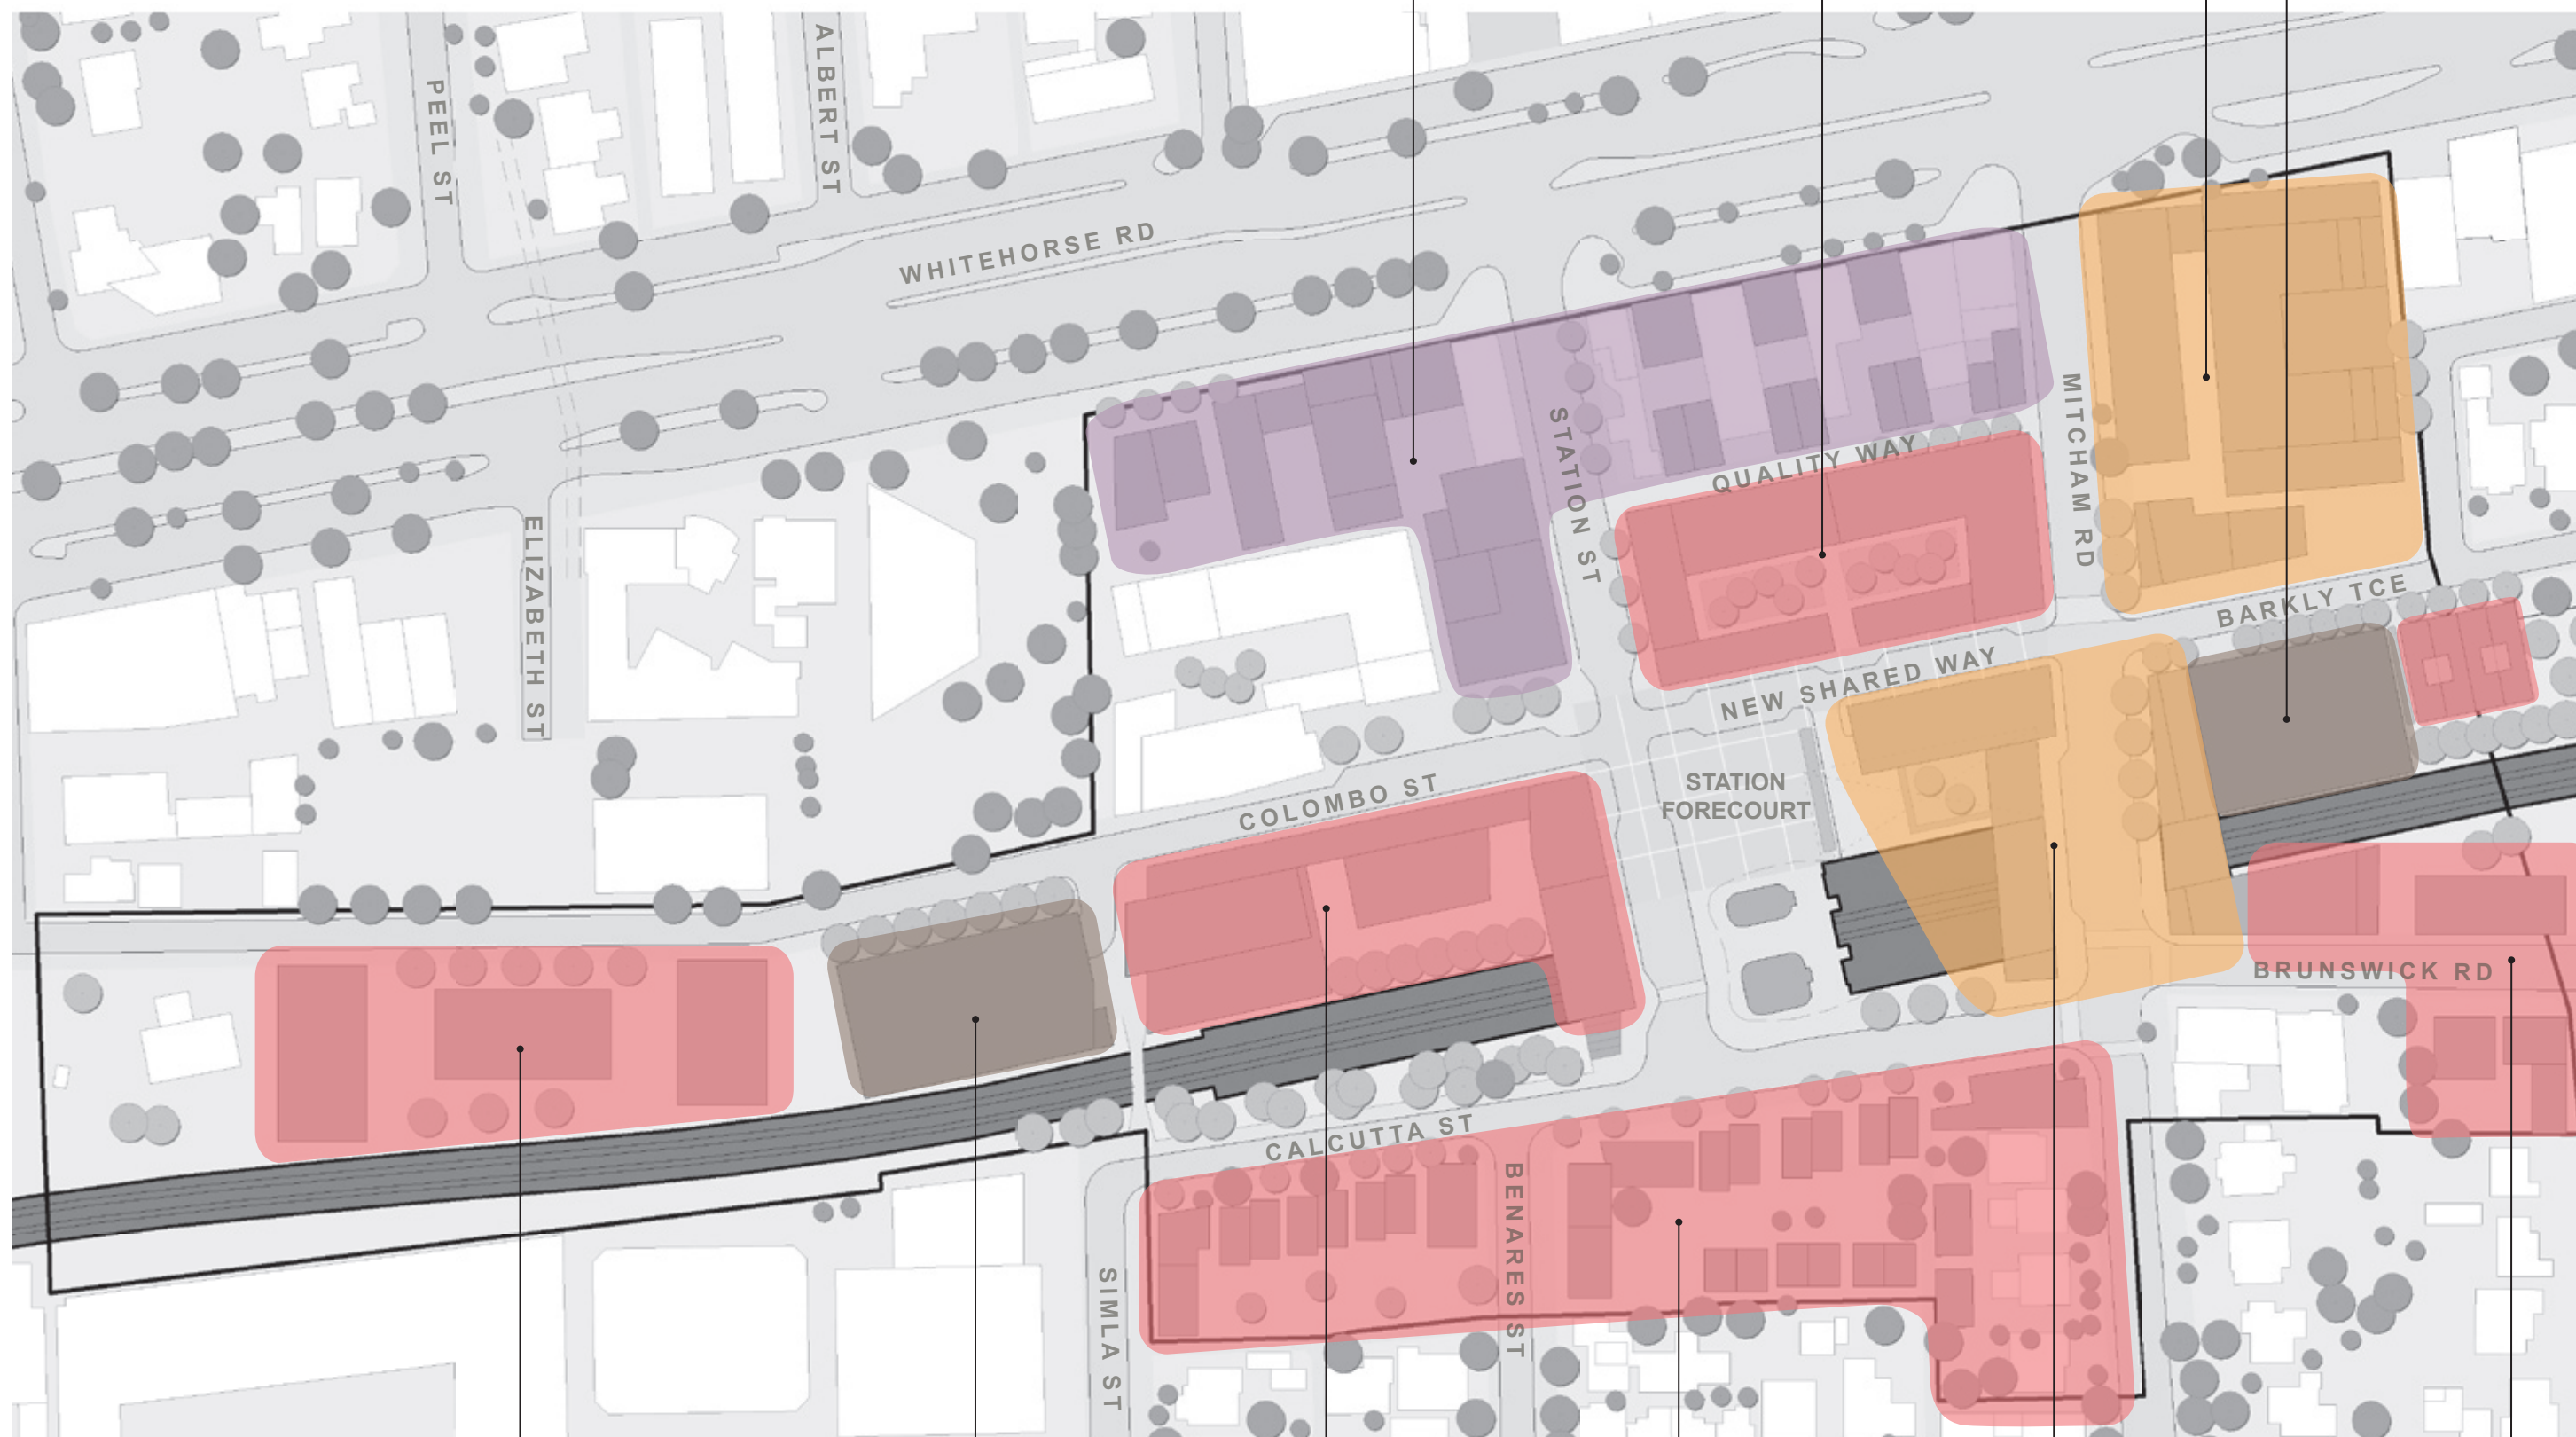 PEEL ST
ALBERT ST
WHITEHORSE RD
STATION ST
QUALITY WAY
MITCHAM RD
ELIZABETH ST
BARKLY TCE
NEW SHARED WAY
STATION
FORECOURT
COLOMBO ST
BRUNSWICK RD
CALCUTTA ST
BENARES ST
SIMLA ST